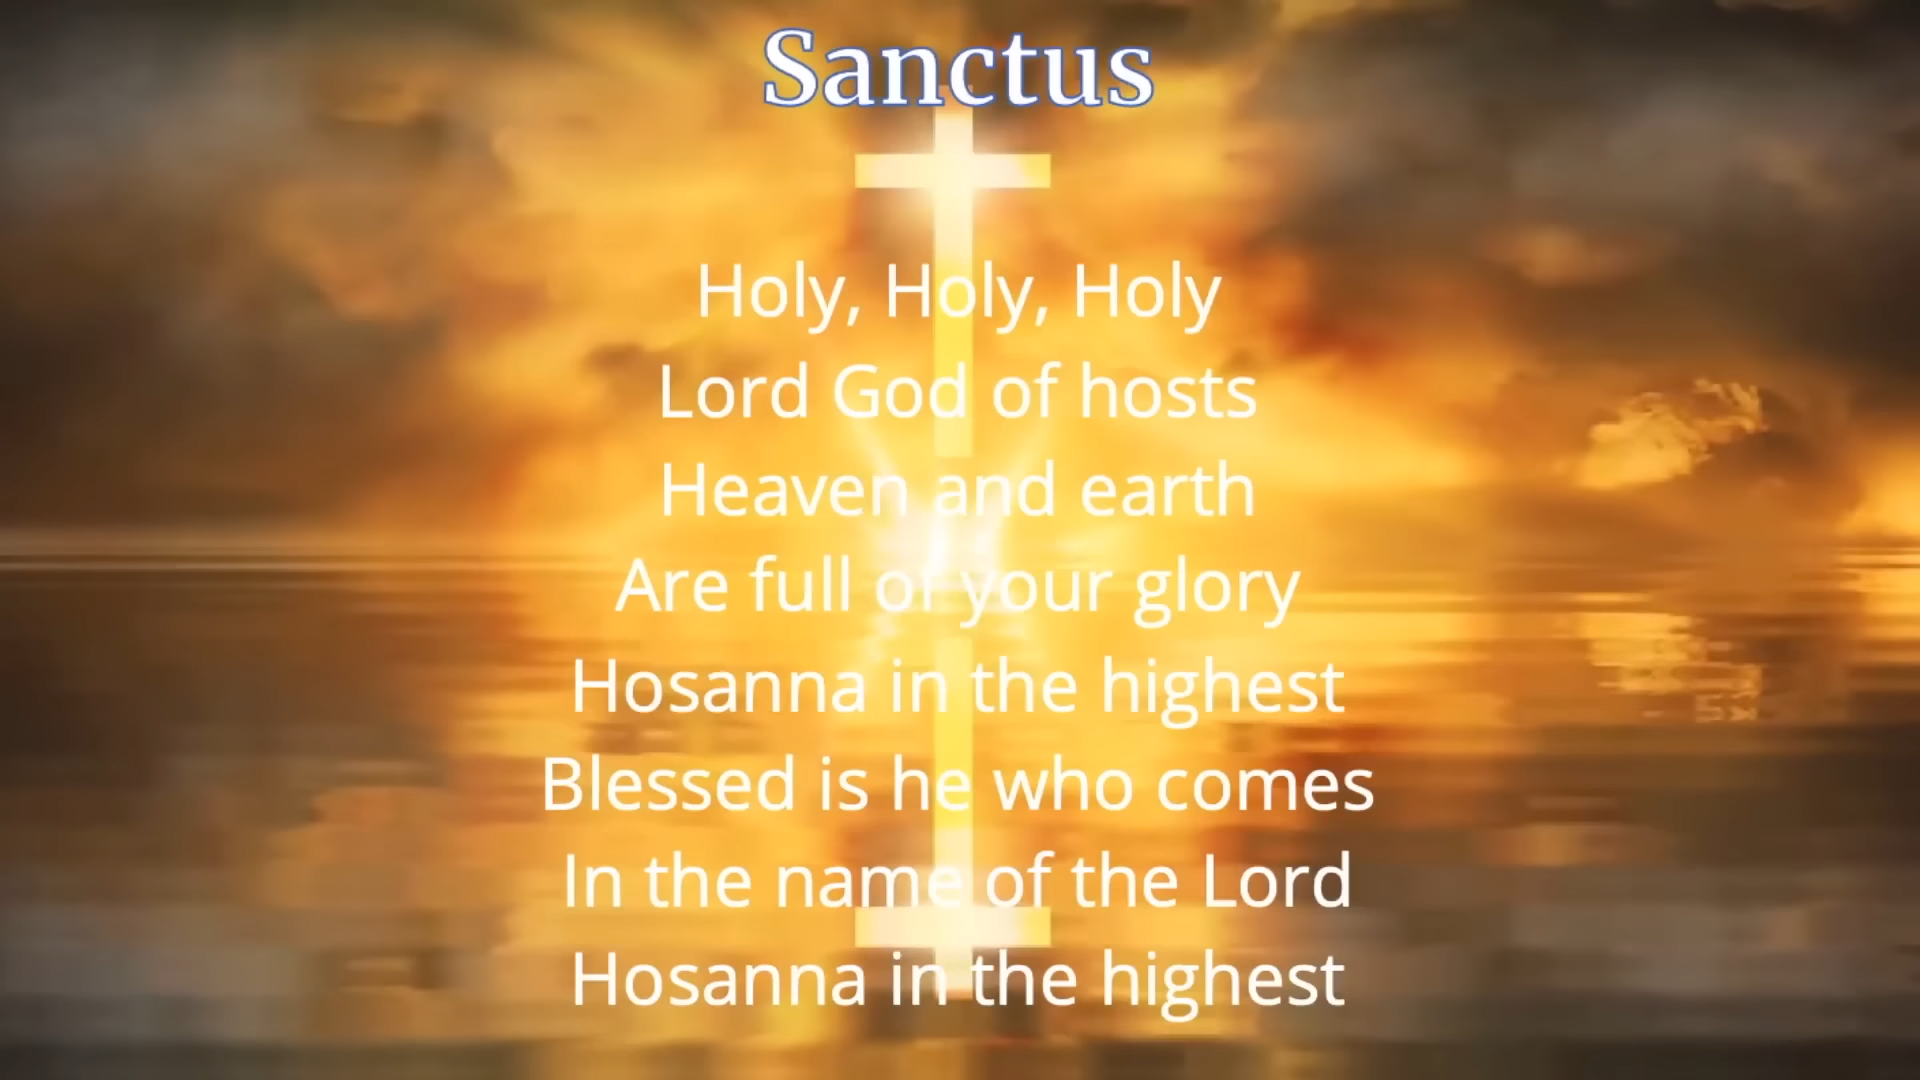 Sanctus
Holy, Holy, Holy
Lord God of hosts
Heaven and earth
Are full of your glory
Hosanna in the highest
Blessed is he who comes
In the name of the Lord
Hosanna in the highest